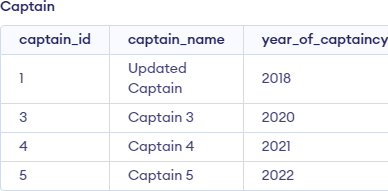 Captain
captain_id captain_name year_of_captaincy
1 Updated Captain 2018
3 Captain 3 2020
4 Captain 4 2021
5 Captain 5 2022